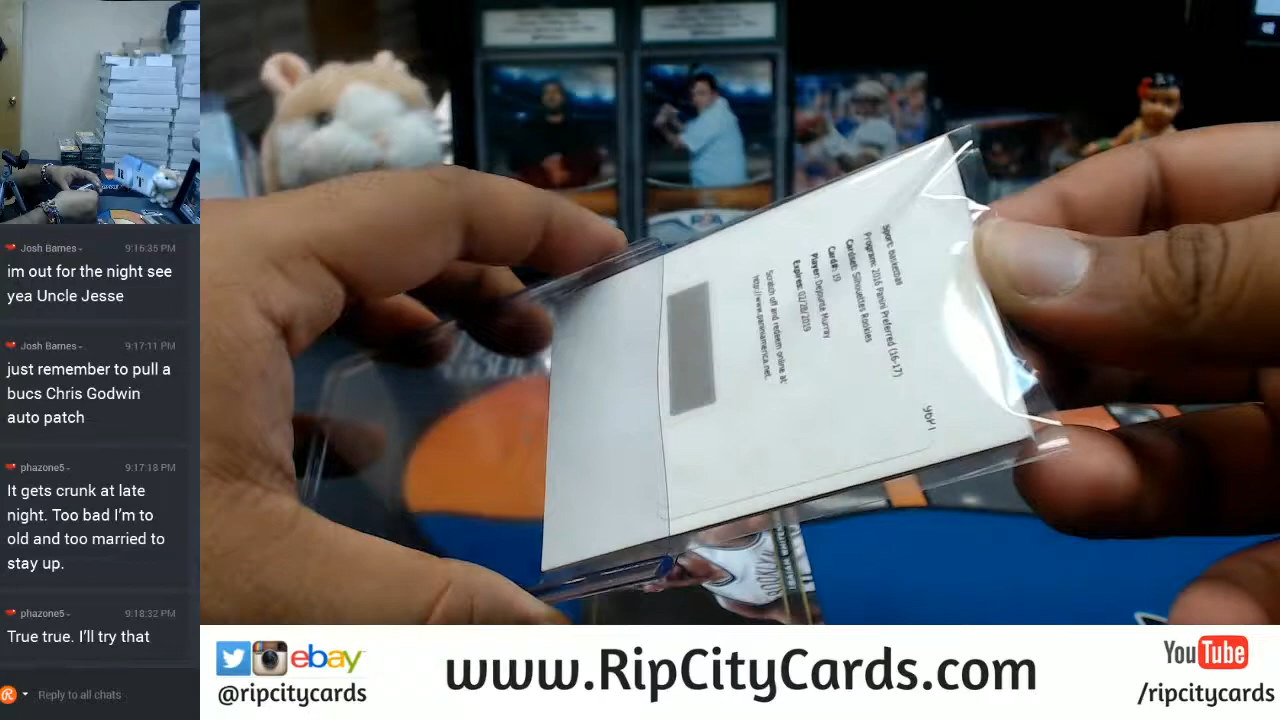 Josh Barnes - 9:16:35 PM
im out for the night see
yea Uncle Jesse
Josh Barnes - 9:17:11 PM
just remember to pull a
bucs Chris Godwin
auto patch
phazone5 - 9:17:18 PM
It gets crunk at late
night. Too bad I'm to
old and too married to
stay up.
phazone5 - 9:18:32 PM
True true. I'll try that
Reply to all chats
Sport: Basketball
Program: 2016 Panini Preferred (16-17)
Cardset: Silhouettes Rookies
Card#: 19
Player: Dejounte Murray
Expires: 02/28/2019
Scratch off and redeem online at:
http://www.paniniamerica.net.
ebay
@ripcitycards
www.RipCityCards.com
YouTube
/ripcitycards